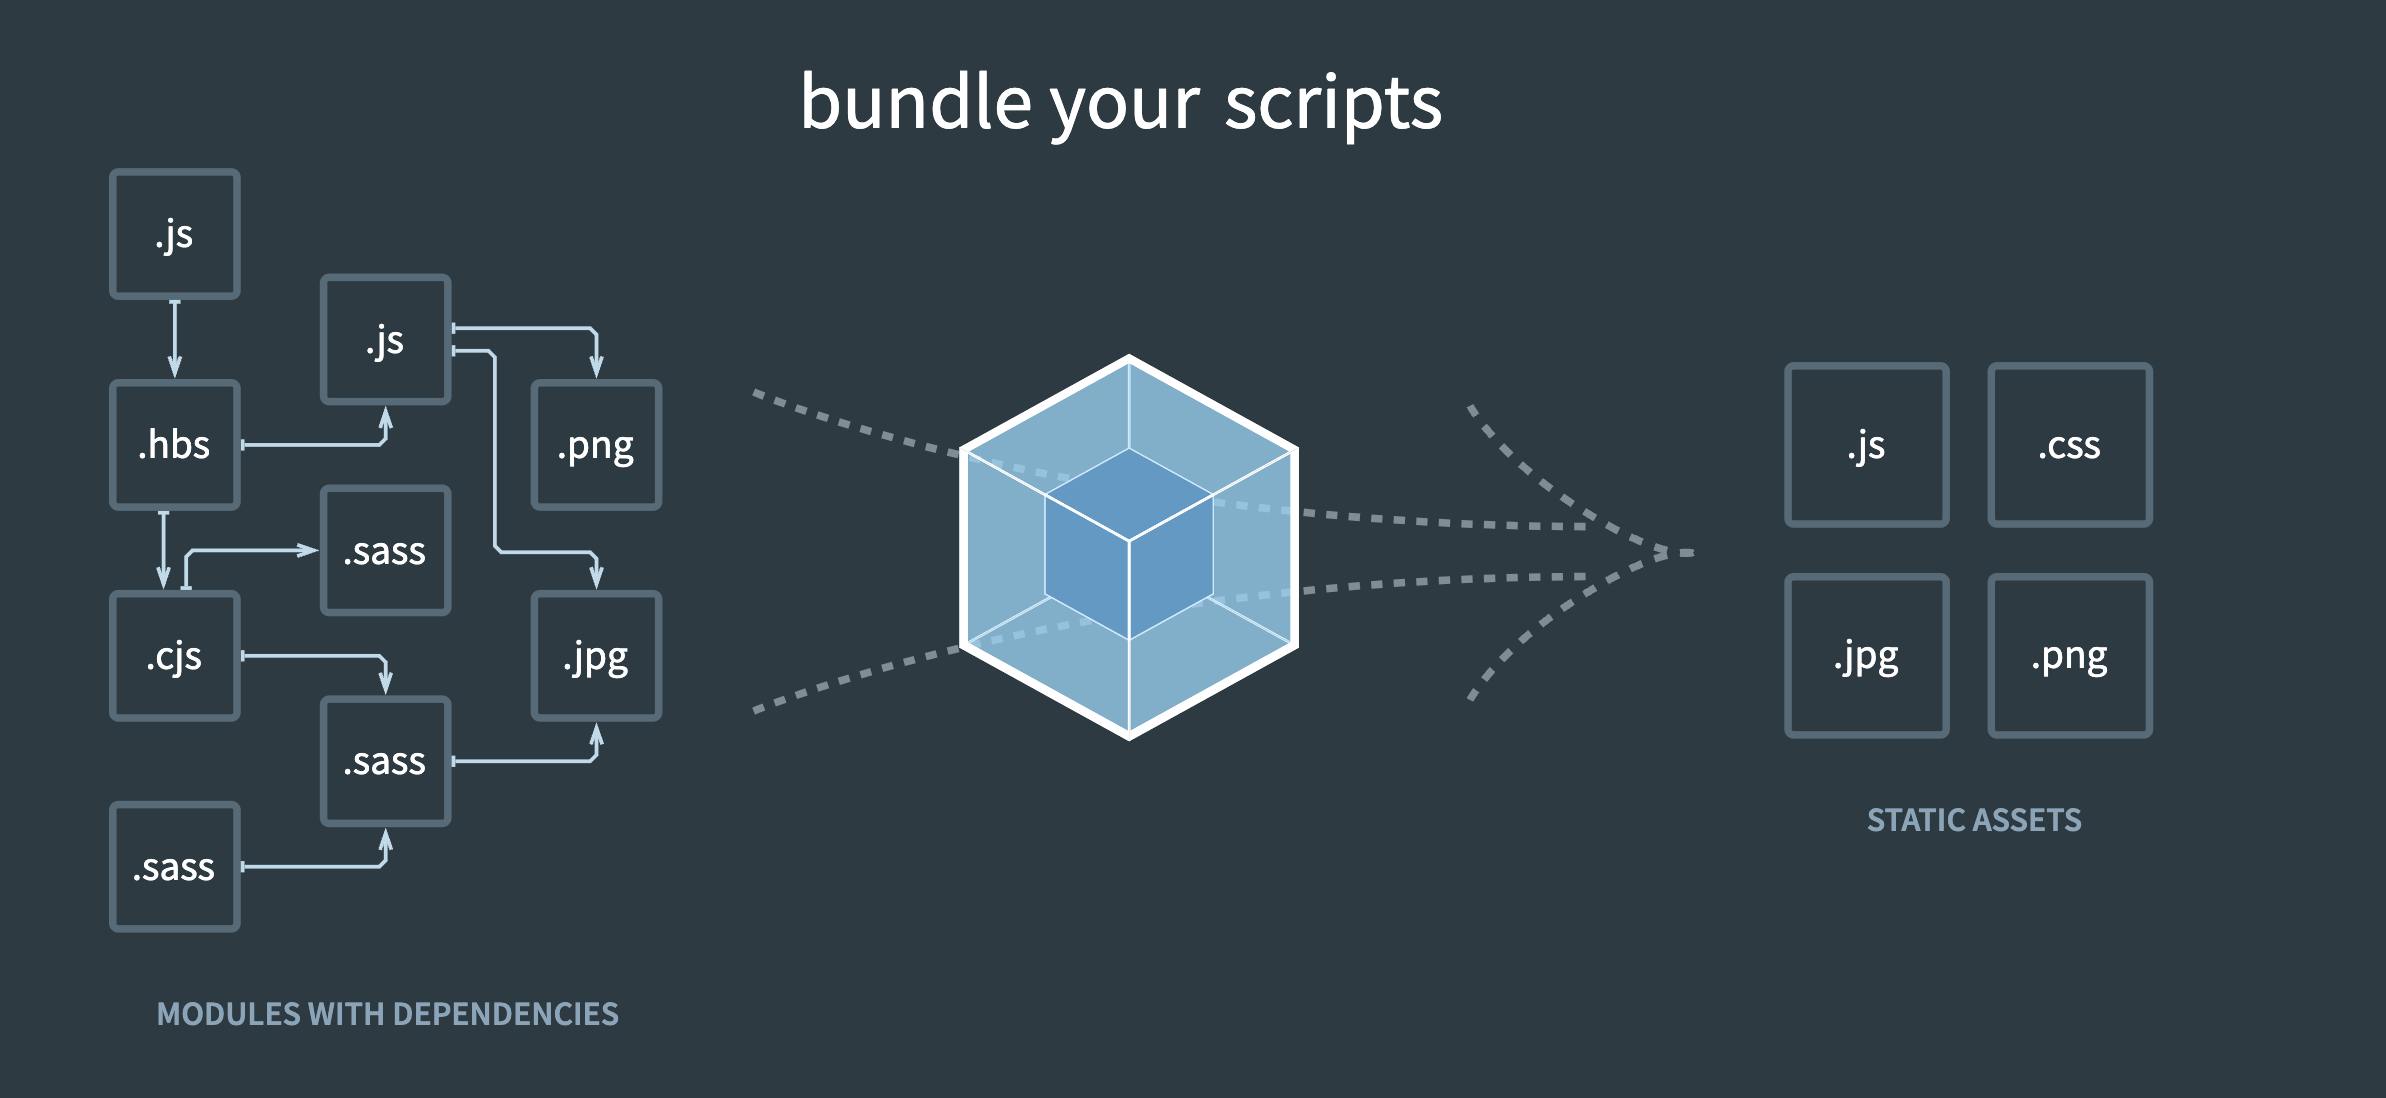 bundle your scripts
.js
.js
.hbs
.png
.sass
.cjs
.jpg
.sass
.sass
MODULES WITH DEPENDENCIES
.js
.css
.jpg
.png
STATIC ASSETS